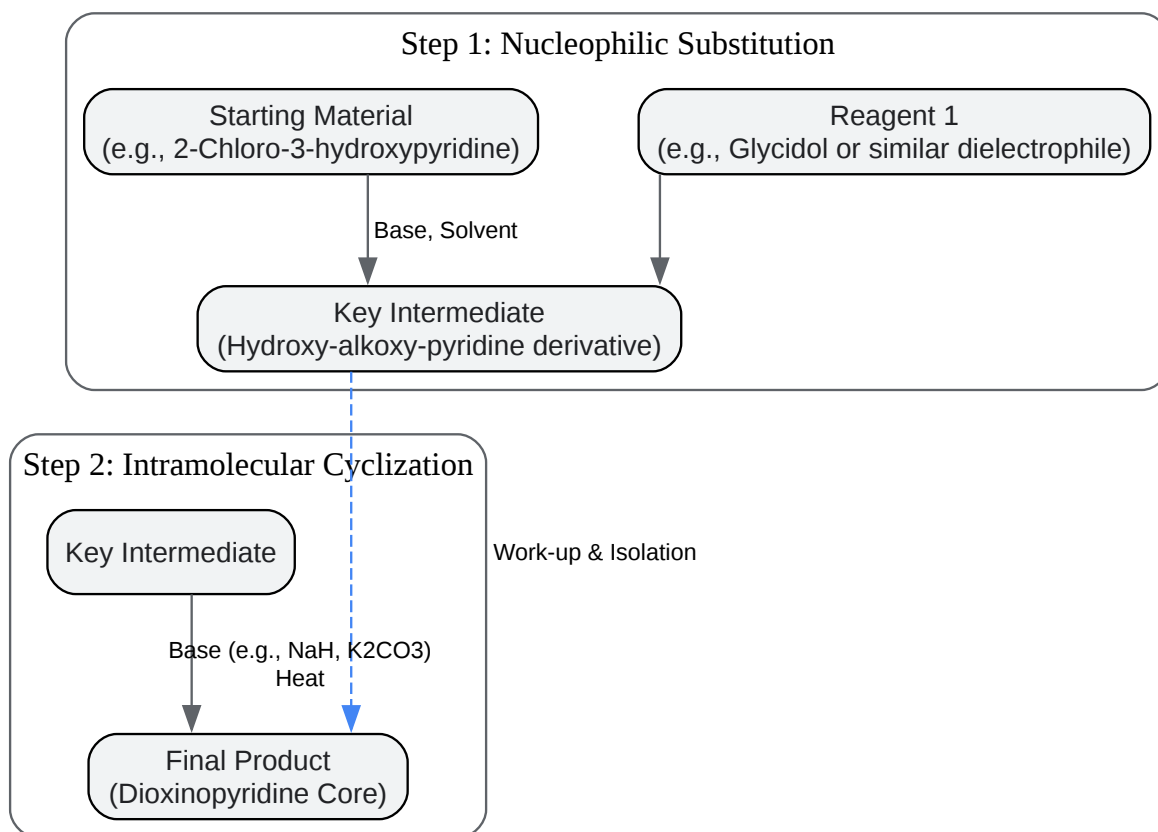 Step 1: Nucleophilic Substitution
Starting Material
(e.g., 2-Chloro-3-hydroxypyridine)
Reagent 1
(e.g., Glycidol or similar dielectrophile)
Base, Solvent
Key Intermediate
(Hydroxy-alkoxy-pyridine derivative)
Step 2: Intramolecular Cyclization
Key Intermediate
Work-up & Isolation
Base (e.g., NaH, K2CO3)
Heat
Final Product
(Dioxinopyridine Core)